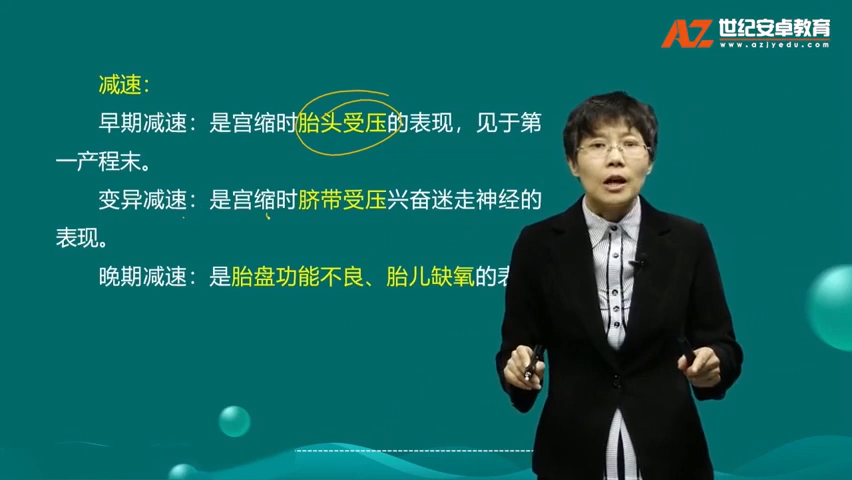 AZ 世纪安卓教育
www.azjyedu.com
减速：
早期减速：是宫缩时胎头受压的表现，见于第
一产程末。
变异减速：是宫缩时脐带受压兴奋迷走神经的
表现。
晚期减速：是胎盘功能不良、胎儿缺氧的表